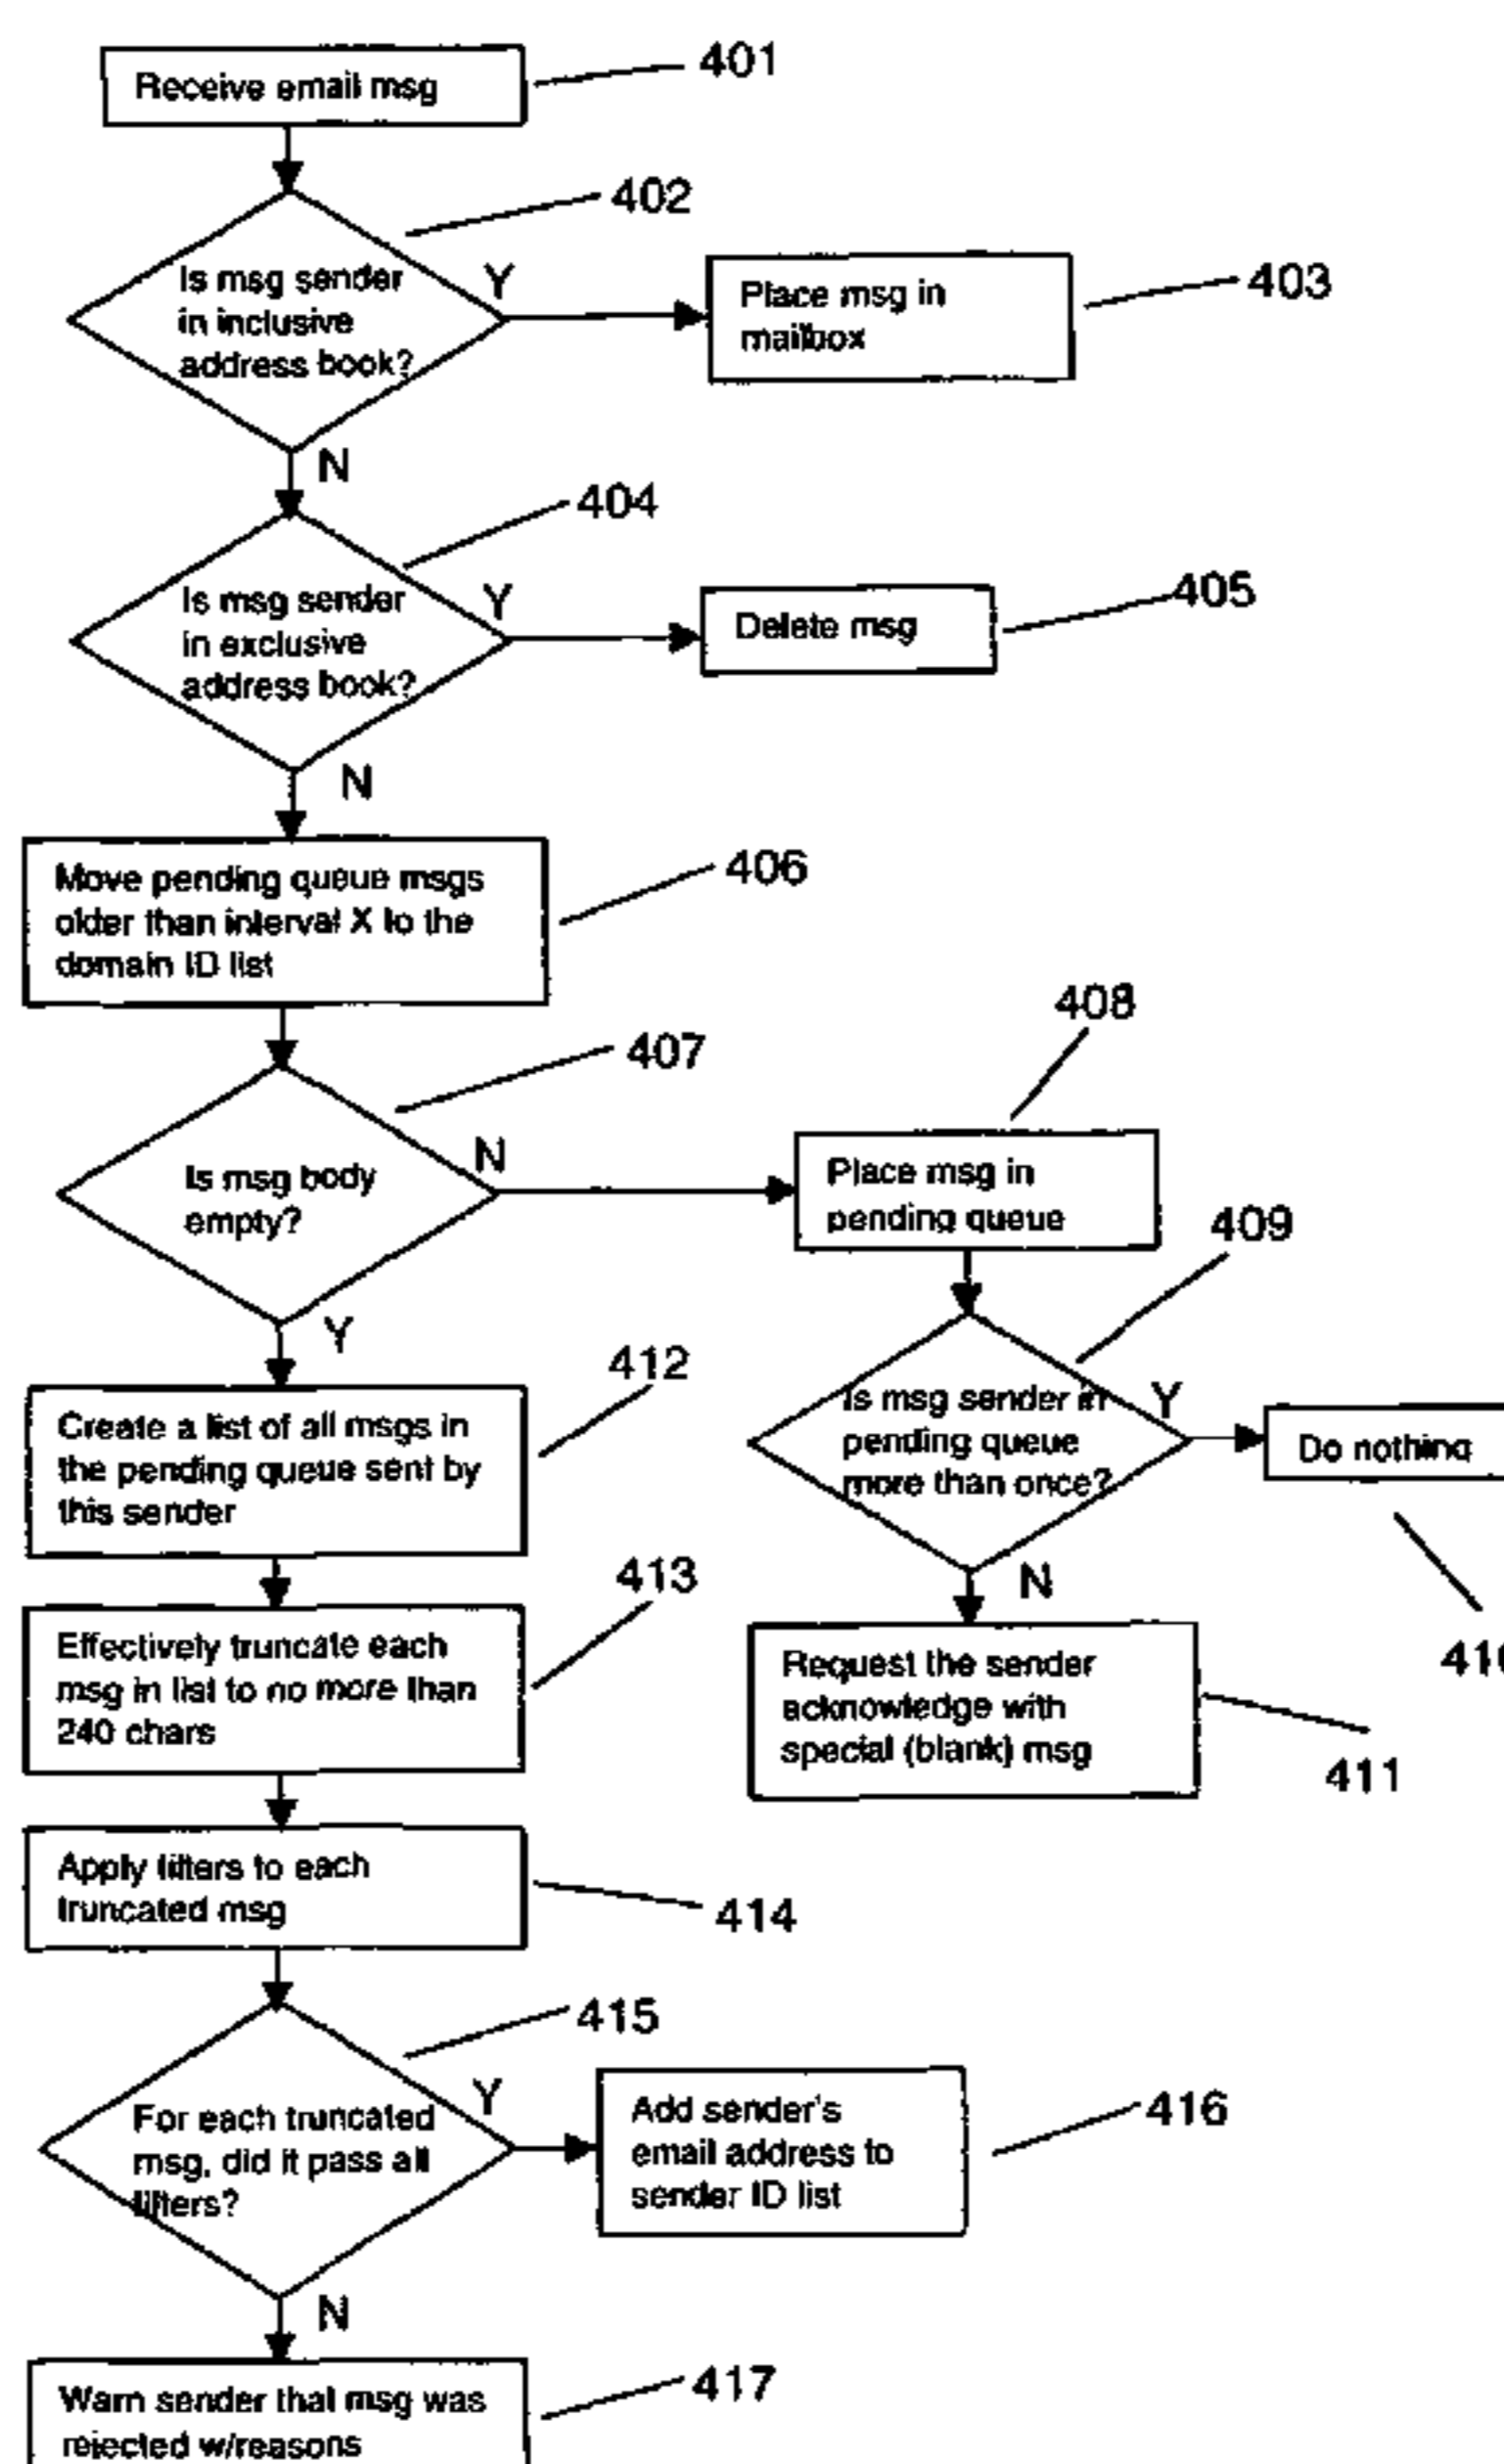 Receive email msg
401
402
Is msg sender
in inclusive
address book?
Y
Place msg in
mailbox
403
N
404
Is msg sender
in exclusive
address book?
Y
Delete msg
405
N
Move pending queue msgs
older than interval X to the
domain ID list
406
407
Is msg body
empty?
N
408
Place msg in
pending queue
409
Is msg sender in
pending queue
more than once?
Y
Do nothing
410
N
Request the sender
acknowledge with
special (blank) msg
411
Y
412
Create a list of all msgs in
the pending queue sent by
this sender
413
Effectively truncate each
msg in list to no more than
240 chars
Apply filters to each
truncated msg
414
415
For each truncated
msg, did it pass all
filters?
Y
Add sender's
email address to
sender ID list
416
N
Warn sender that msg was
rejected w/reasons
417